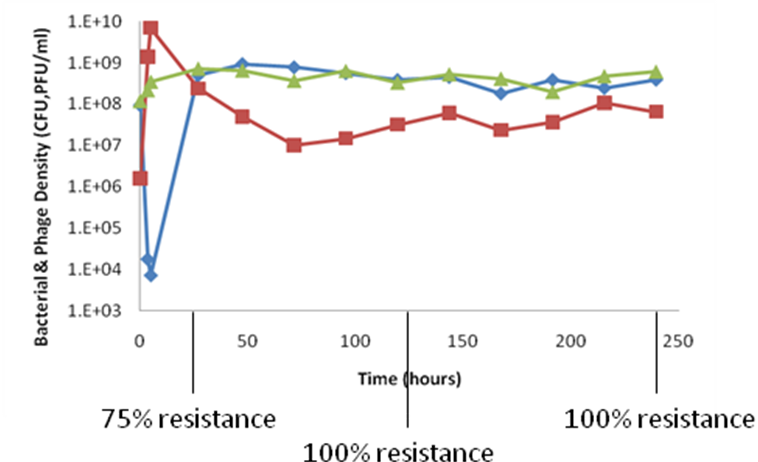 Bacterial & Phage Density (CFU,PFU/ml)
1.E+10
1.E+09
1.E+08
1.E+07
1.E+06
1.E+05
1.E+04
1.E+03
0 50 100 150 200 250
Time (hours)
75% resistance
100% resistance
100% resistance